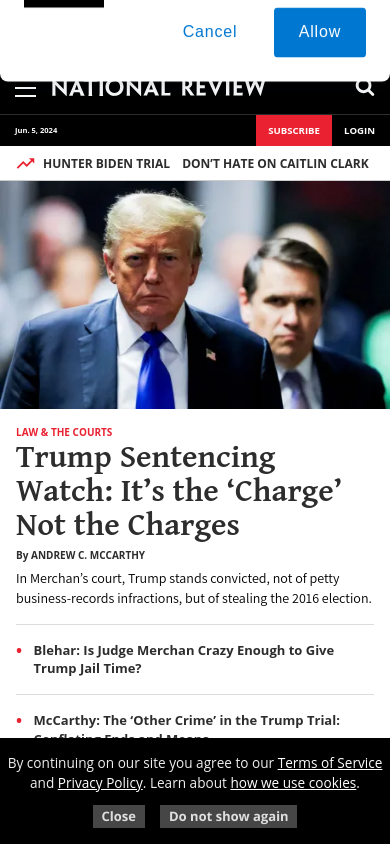 Cancel
Allow
NATIONAL REVIEW
Jun. 5, 2024
SUBSCRIBE
LOGIN
HUNTER BIDEN TRIAL
DON'T HATE ON CAITLIN CLARK
LAW & THE COURTS
Trump Sentencing
Watch: It’s the ‘Charge’
Not the Charges
By ANDREW C. MCCARTHY
In Merchan’s court, Trump stands convicted, not of petty
business-records infractions, but of stealing the 2016 election.
Blehar: Is Judge Merchan Crazy Enough to Give
Trump Jail Time?
McCarthy: The ‘Other Crime’ in the Trump Trial:
Conflating Ends and Means
By continuing on our site you agree to our Terms of Service
and Privacy Policy. Learn about how we use cookies.
Close
Do not show again